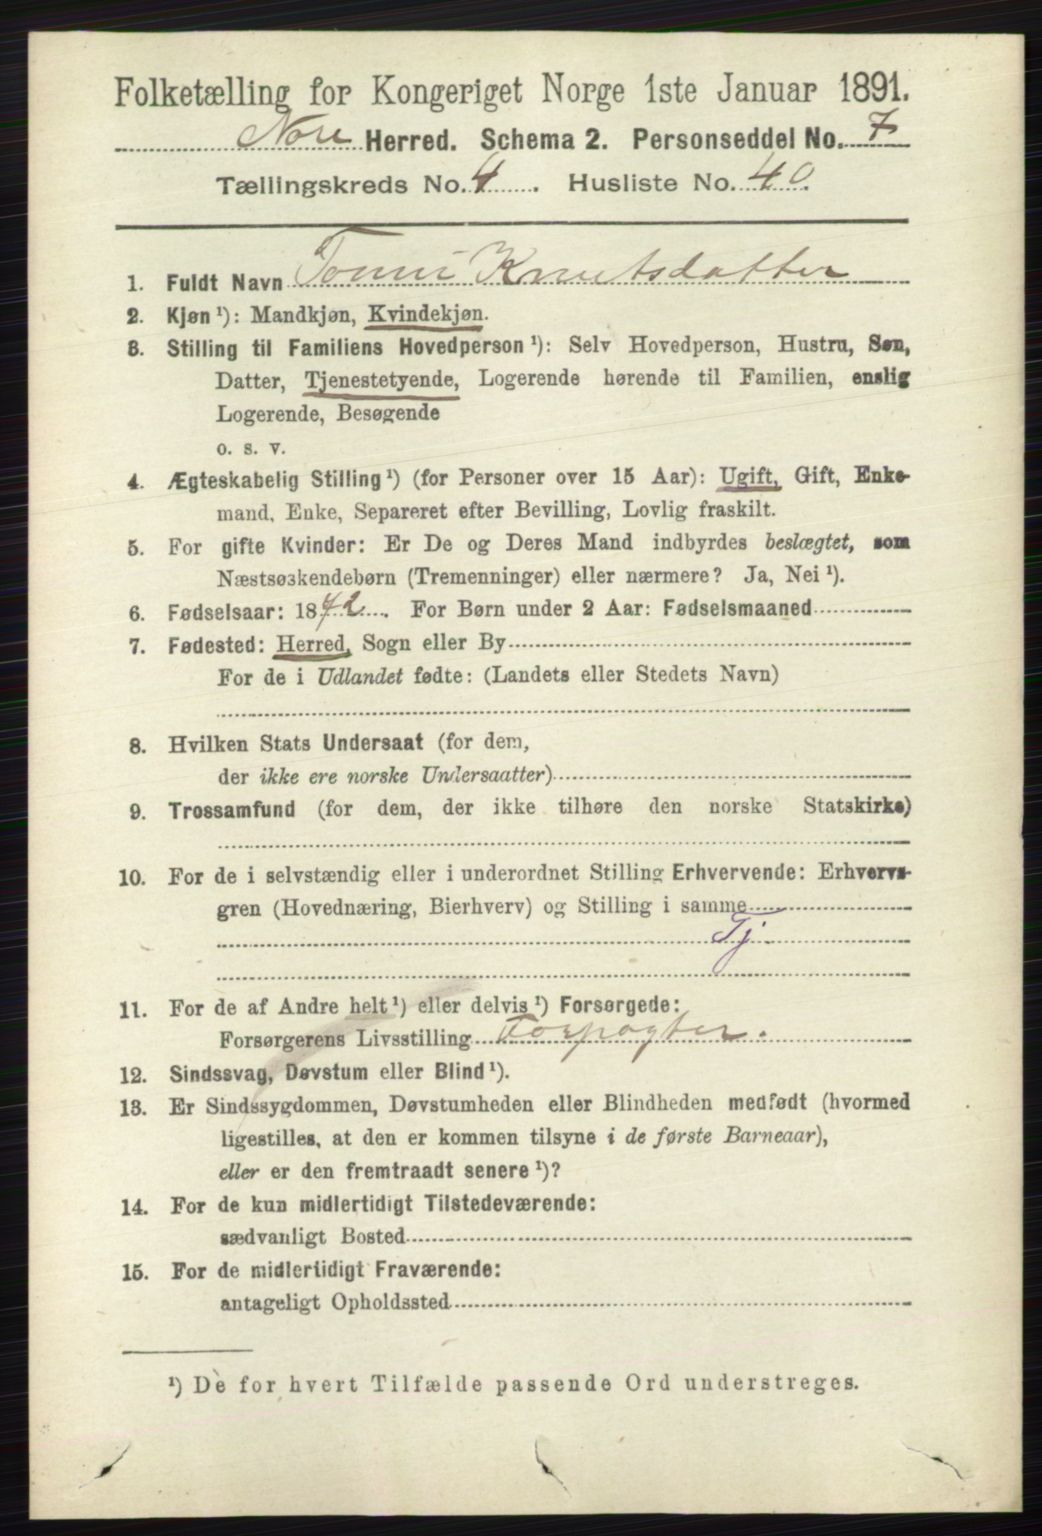 Folketælling for Kongeriget Norge 1ste Januar 1891.
Nore Herred. Schema 2. Personseddel No. 7
Tællingskreds No. 4. Husliste No. 40.
1. Fuldt Navn Tonni Knutsdatter
2. Kjøn¹): Mandkjøn, Kvindekjøn.
3. Stilling til Familiens Hovedperson¹): Selv Hovedperson, Hustru, Søn,
Datter, Tjenestetyende, Logerende hørende til Familien, enslig
Logerende, Besøgende
o. s. v.
4. Ægteskabelig Stilling¹) (for Personer over 15 Aar): Ugift, Gift, Enke-
mand, Enke, Separeret efter Bevilling, Lovlig fraskilt.
5. For gifte Kvinder: Er De og Deres Mand indbyrdes beslægtet, som
Næstsøskendebørn (Tremenninger) eller nærmere? Ja, Nei¹).
6. Fødselsaar: 1872. For Børn under 2 Aar: Fødselsmaaned
7. Fødested: Herred, Sogn eller By
For de i Udlandet fødte: (Landets eller Stedets Navn)
8. Hvilken Stats Undersaat (for dem,
der ikke ere norske Undersaatter)
9. Trossamfund (for dem, der ikke tilhøre den norske Statskirke)
10. For de i selvstændig eller i underordnet Stilling Erhvervende: Erhvervs-
gren (Hovednæring, Bierhverv) og Stilling i samme
Tj
11. For de af Andre helt¹) eller delvis¹) Forsørgede:
Forsørgerens Livsstilling Forpagter.
12. Sindssvag, Døvstum eller Blind¹).
13. Er Sindssygdommen, Døvstumheden eller Blindheden medfødt (hvormed
ligestilles, at den er kommen tilsyne i de første Barneaar),
eller er den fremtraadt senere¹)?
14. For de kun midlertidigt Tilstedeværende:
sædvanligt Bosted
15. For de midlertidigt Fraværende:
antageligt Opholdssted
¹) De for hvert Tilfælde passende Ord understreges.